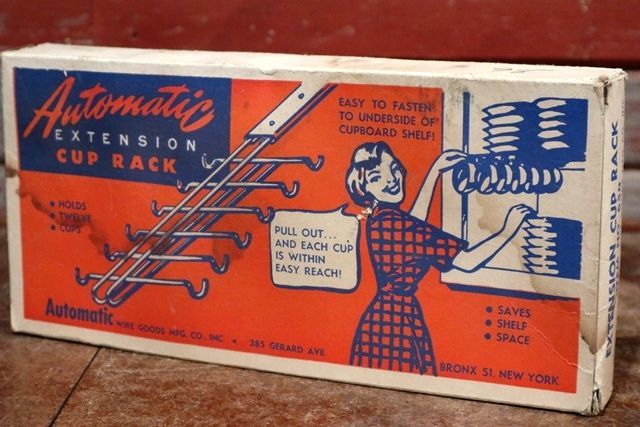 Automatic
EXTENSION
CUP RACK
• HOLDS
• TWELVE
• CUPS
EASY TO FASTEN
TO UNDERSIDE OF
CUPBOARD SHELF!
PULL OUT...
AND EACH CUP
IS WITHIN
EASY REACH!
• SAVES
• SHELF
• SPACE
Automatic WIRE GOODS MFG. CO., INC. • 385 GERARD AVE
BRONX 51, NEW YORK
EXTENSION CUP RACK